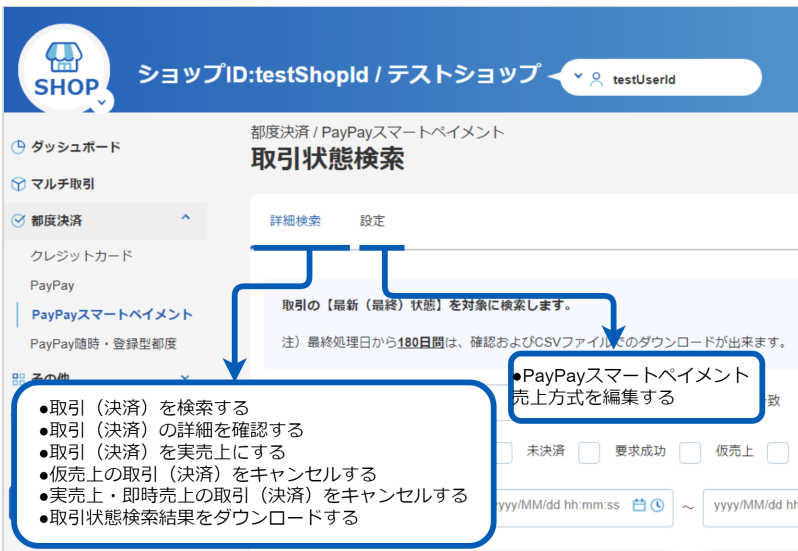 SHOP
ショップID:testShopId / テストショップ
testUserId
都度決済 / PayPayスマートペイメント
取引状態検索
ダッシュボード
マルチ取引
都度決済
クレジットカード
PayPay
PayPayスマートペイメント
PayPay随時・登録型都度
その他
詳細検索 設定
取引の【最新（最終）状態】を対象に検索します。
注）最終処理日から180日間は、確認およびCSVファイルでのダウンロードが出来ます。
●PayPayスマートペイメント
売上方式を編集する
致
●取引（決済）を検索する
●取引（決済）の詳細を確認する
●取引（決済）を実売上にする
●仮売上の取引（決済）をキャンセルする
●実売上・即時売上の取引（決済）をキャンセルする
●取引状態検索結果をダウンロードする
未決済 要求成功 仮売上
yyyy/MM/dd hh:mm:ss ～ yyyy/MM/dd hh